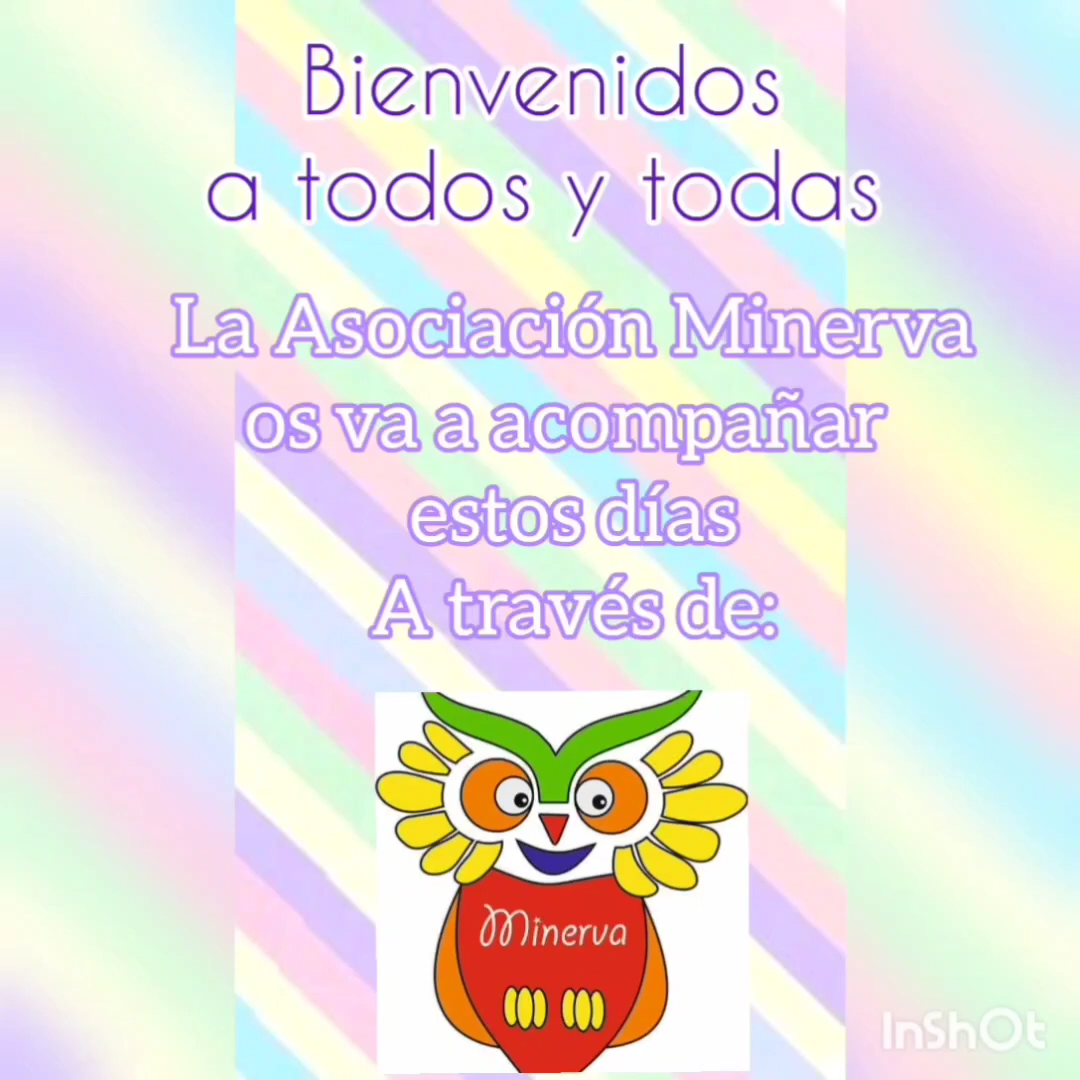 Bienvenidos
a todos y todas
La Asociación Minerva
os va a acompañar
estos días
A través de:
Minerva
InShOt